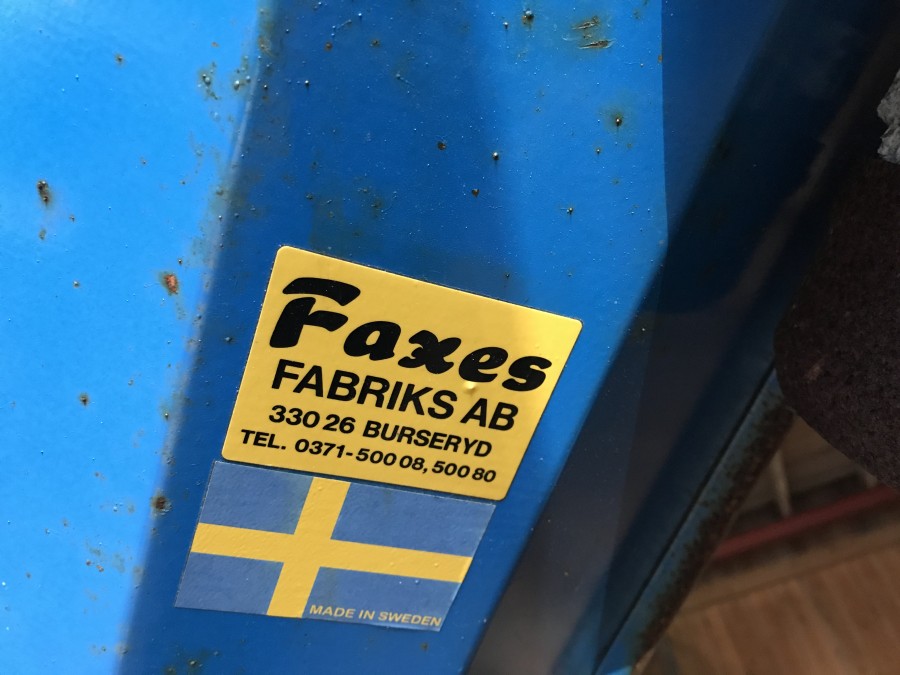 Faxes
FABRIKS AB
330 26 BURSERYD
TEL. 0371-500 08, 500 80
MADE IN SWEDEN